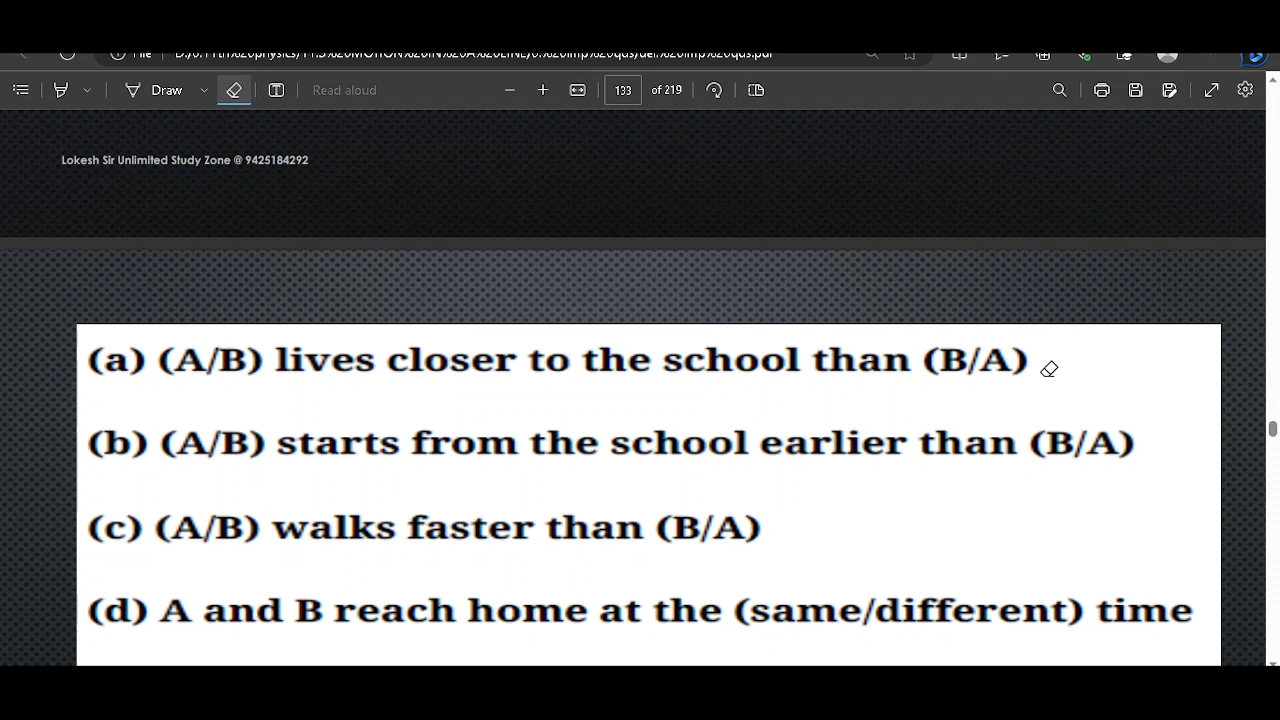 Draw
Read aloud
133 of 219
Lokesh Sir Unlimited Study Zone @ 9425184292
(a) (A/B) lives closer to the school than (B/A)
(b) (A/B) starts from the school earlier than (B/A)
(c) (A/B) walks faster than (B/A)
(d) A and B reach home at the (same/different) time